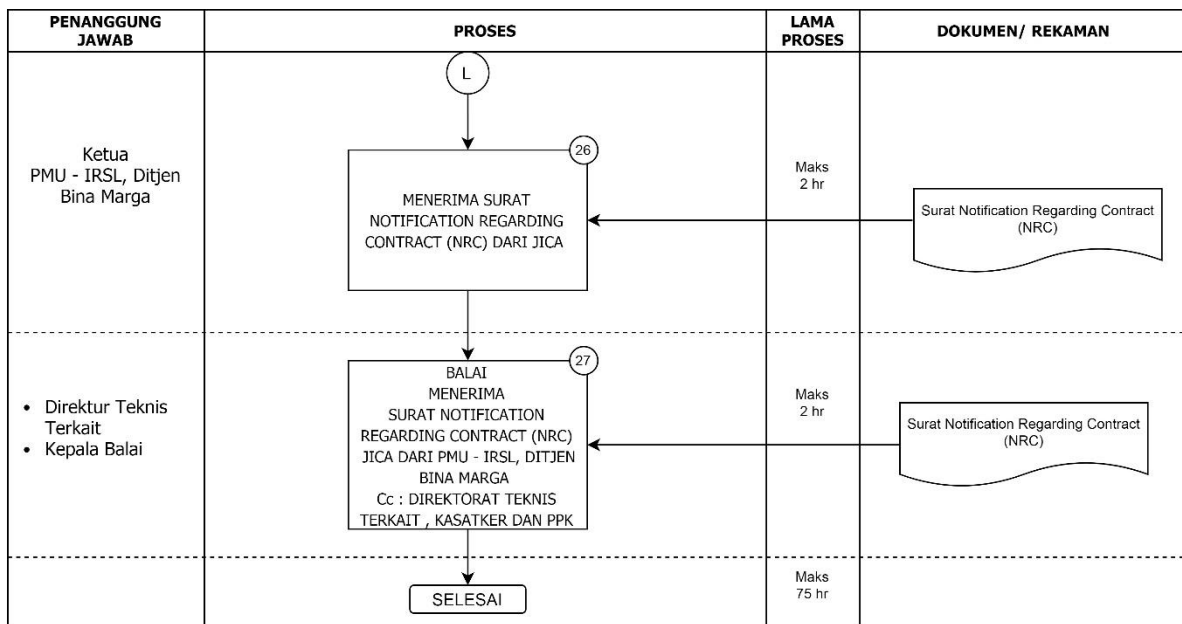 PENANGGUNG
JAWAB
PROSES
LAMA
PROSES
DOKUMEN/ REKAMAN
L
Ketua
PMU - IRSL, Ditjen
Bina Marga
26
MENERIMA SURAT
NOTIFICATION REGARDING
CONTRACT (NRC) DARI JICA
Maks
2 hr
Surat Notification Regarding Contract
(NRC)
• Direktur Teknis
Terkait
• Kepala Balai
27
BALAI
MENERIMA
SURAT NOTIFICATION
REGARDING CONTRACT (NRC)
JICA DARI PMU - IRSL, DITJEN
BINA MARGA
Cc : DIREKTORAT TEKNIS
TERKAIT , KASATKER DAN PPK
Maks
2 hr
Surat Notification Regarding Contract
(NRC)
SELESAI
Maks
75 hr